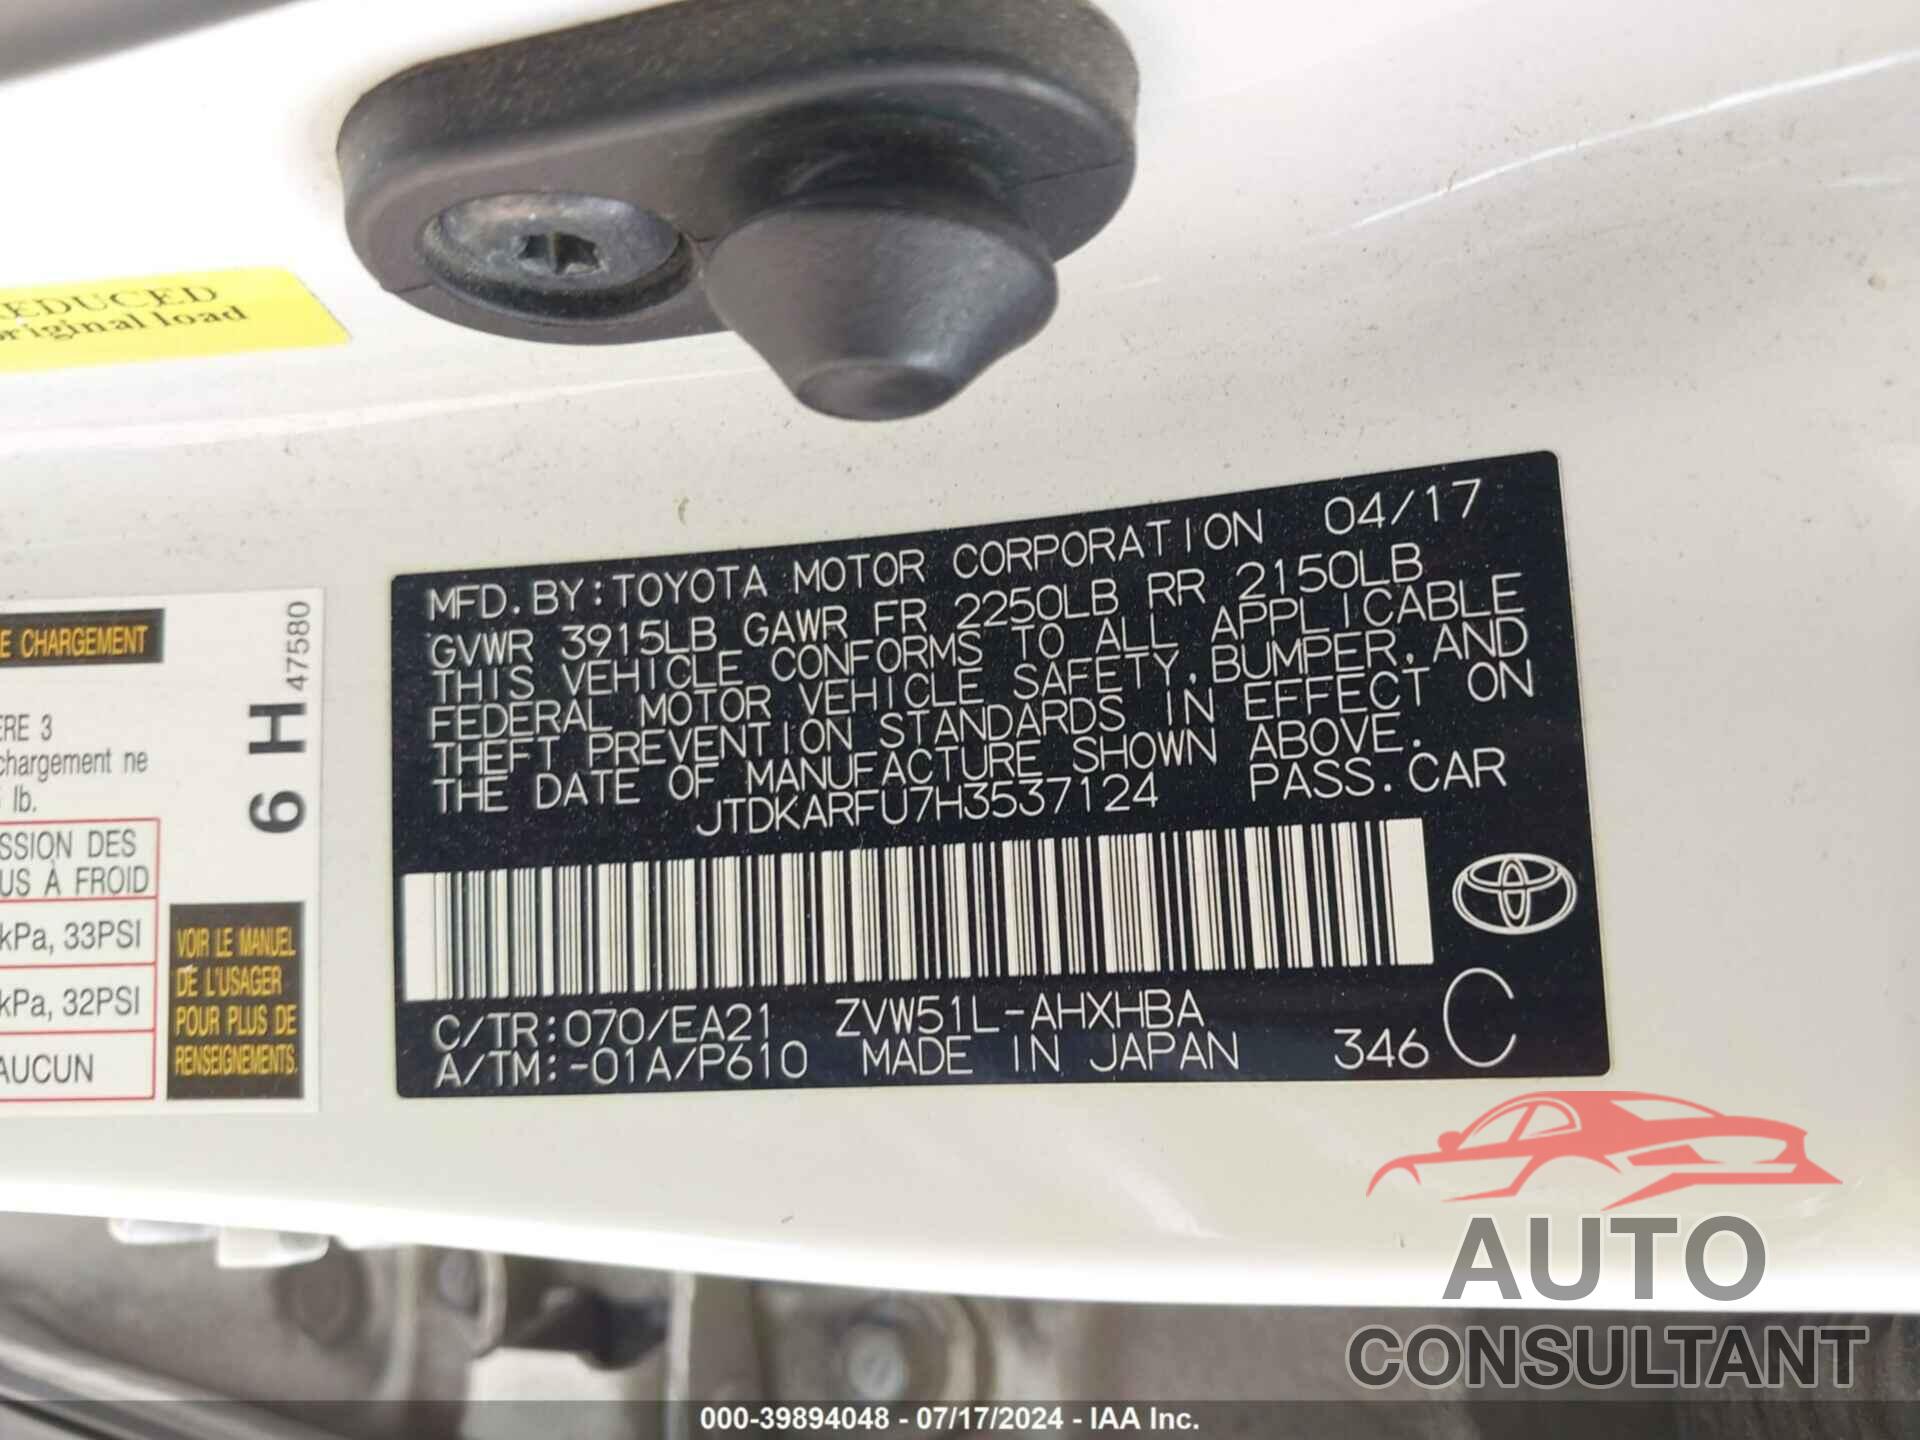 REDUCED
original load
E CHARGEMENT
47580
6 H
ÈRE 3
chargement ne
lb.
SSION DES
US À FROID
kPa, 33PSI
kPa, 32PSI
AUCUN
VOIR LE MANUEL
DE L'USAGER
POUR PLUS DE
RENSEIGNEMENTS.
MFD. BY: TOYOTA MOTOR CORPORATION 04/17
GVWR 3915LB GAWR FR 2250LB RR 2150LB
THIS VEHICLE CONFORMS TO ALL APPLICABLE
FEDERAL MOTOR VEHICLE SAFETY, BUMPER, AND
THEFT PREVENTION STANDARDS IN EFFECT ON
THE DATE OF MANUFACTURE SHOWN ABOVE.
JTDKARFU7H3537124 PASS. CAR
C/TR: 070/EA21 ZVW51L-AHXHBA
A/TM: -01A/P610 MADE IN JAPAN 346 C
AUTO
CONSULTANT
000-39894048 - 07/17/2024 - IAA Inc.